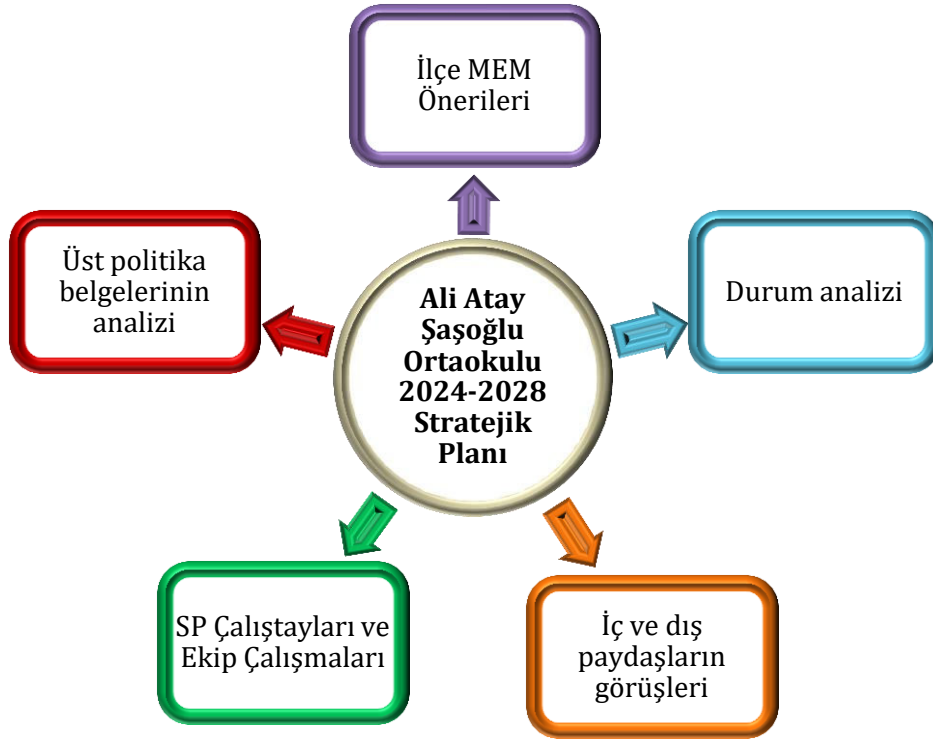 İlçe MEM
Önerileri
Üst politika
belgelerinin
analizi
Durum analizi
Ali Atay
Şaşoğlu
Ortaokulu
2024-2028
Stratejik
Planı
SP Çalıştayları ve
Ekip Çalışmaları
İç ve dış
paydaşların
görüşleri